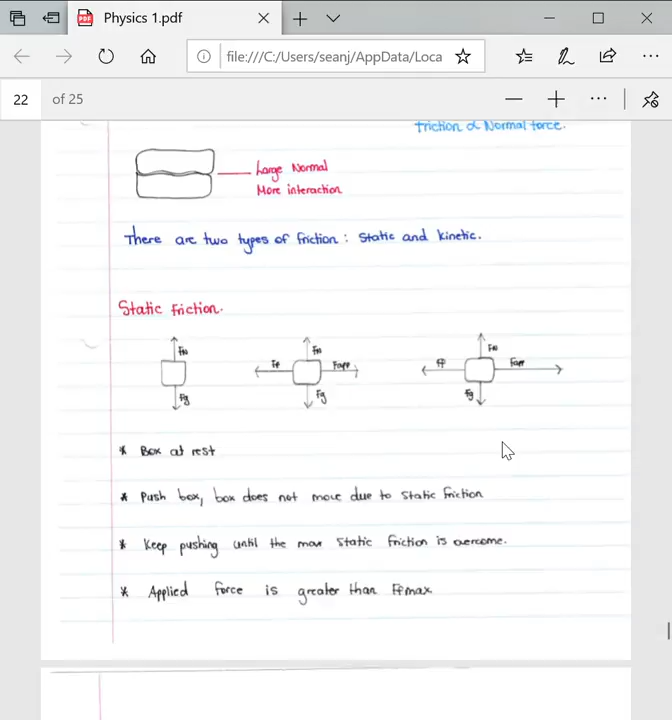 Physics 1.pdf
file:///C:/Users/seanj/AppData/Loca
22 of 25
friction α Normal force.
Large Normal
More interaction
There are two types of friction : Static and Kinetic.
Static friction.
FN FN FN
Ff Fapp Ff Fapp
Fg Fg Fg
* Box at rest
* Push box, box does not move due to static friction
* Keep pushing until the max static friction is overcome.
* Applied force is greater than Ffmax